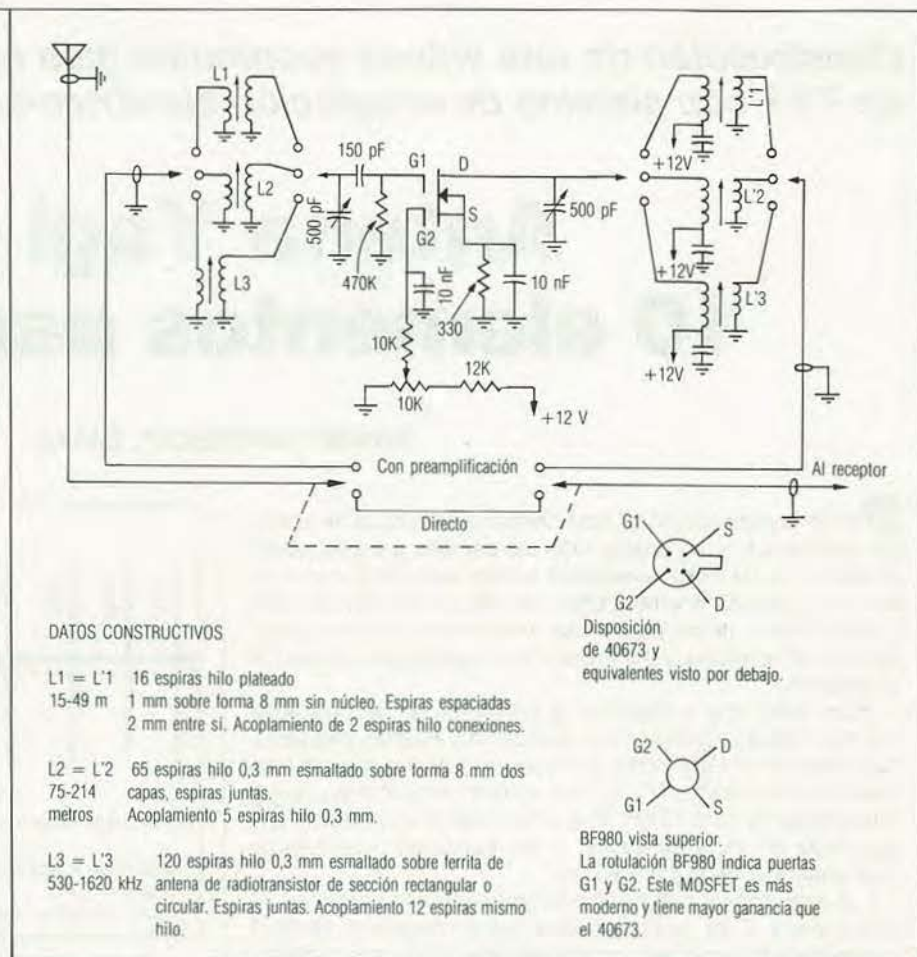 L1
L2
L3
150 pF
500 pF
470K
G1
D
G2
S
10 nF
330
10 nF
500 pF
10K
10K
12K
+12 V
+12V
+12V
+12V
L'1
L'2
L'3
Con preamplificación
Directo
Al receptor
G1
S
G2
D
Disposición
de 40673 y
equivalentes visto por debajo.
G2
D
G1
S
BF980 vista superior.
La rotulación BF980 indica puertas
G1 y G2. Este MOSFET es más
moderno y tiene mayor ganancia que
el 40673.
DATOS CONSTRUCTIVOS
L1 = L'1 16 espiras hilo plateado
15-49 m 1 mm sobre forma 8 mm sin núcleo. Espiras espaciadas
2 mm entre sí. Acoplamiento de 2 espiras hilo conexiones.
L2 = L'2 65 espiras hilo 0,3 mm esmaltado sobre forma 8 mm dos
75-214 capas, espiras juntas.
metros Acoplamiento 5 espiras hilo 0,3 mm.
L3 = L'3 120 espiras hilo 0,3 mm esmaltado sobre ferrita de
530-1620 kHz antena de radiotransistor de sección rectangular o
circular. Espiras juntas. Acoplamiento 12 espiras mismo
hilo.